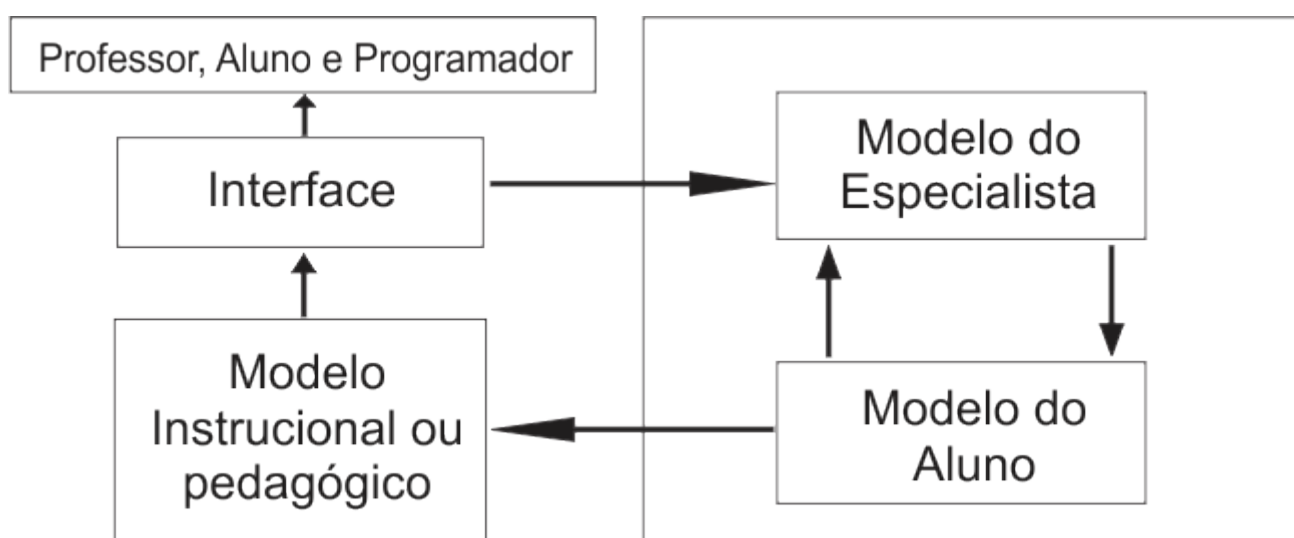 Professor, Aluno e Programador
Interface
Modelo do
Especialista
Modelo
Instrucional ou
pedagógico
Modelo do
Aluno